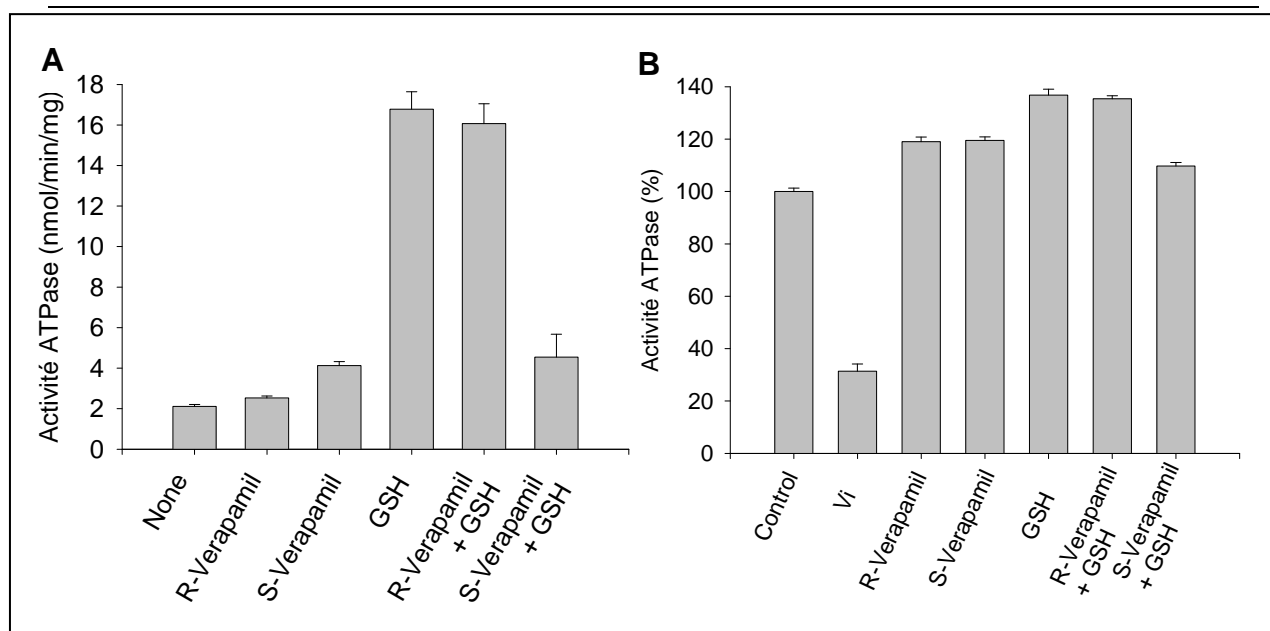 A
Activité ATPase (nmol/min/mg)
18
16
14
12
10
8
6
4
2
0
None
R-Verapamil
S-Verapamil
GSH
R-Verapamil
+ GSH
S-Verapamil
+ GSH
B
Activité ATPase (%)
140
120
100
80
60
40
20
0
Control
Vi
R-Verapamil
S-Verapamil
GSH
R-Verapamil
+ GSH
S-Verapamil
+ GSH